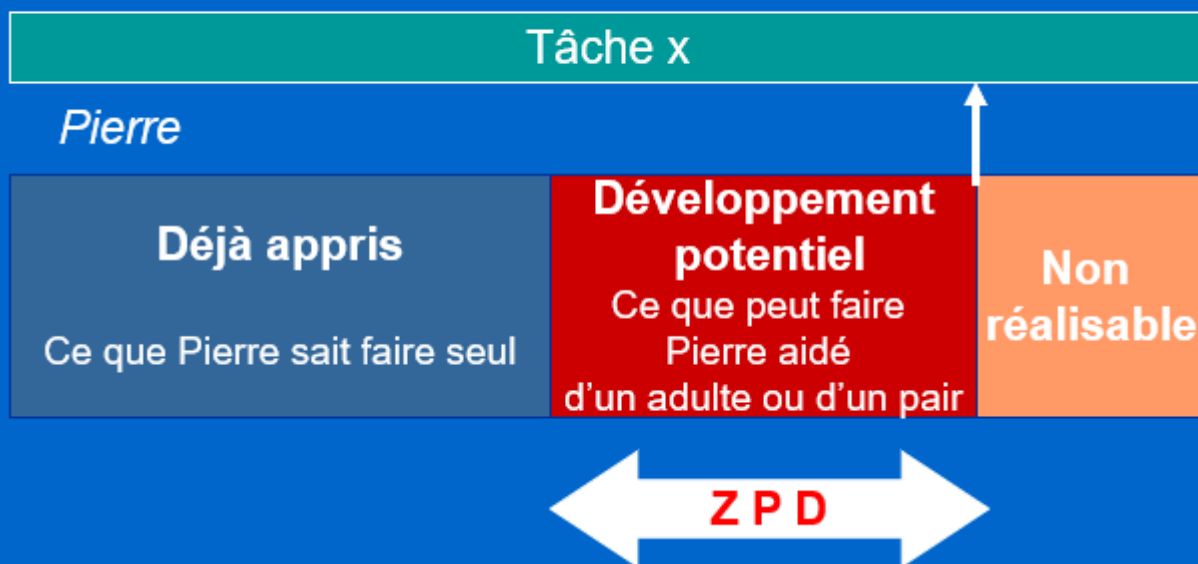 Tâche x
Pierre
Déjà appris
Ce que Pierre sait faire seul
Développement
potentiel
Ce que peut faire
Pierre aidé
d'un adulte ou d'un pair
Non
réalisable
Z P D